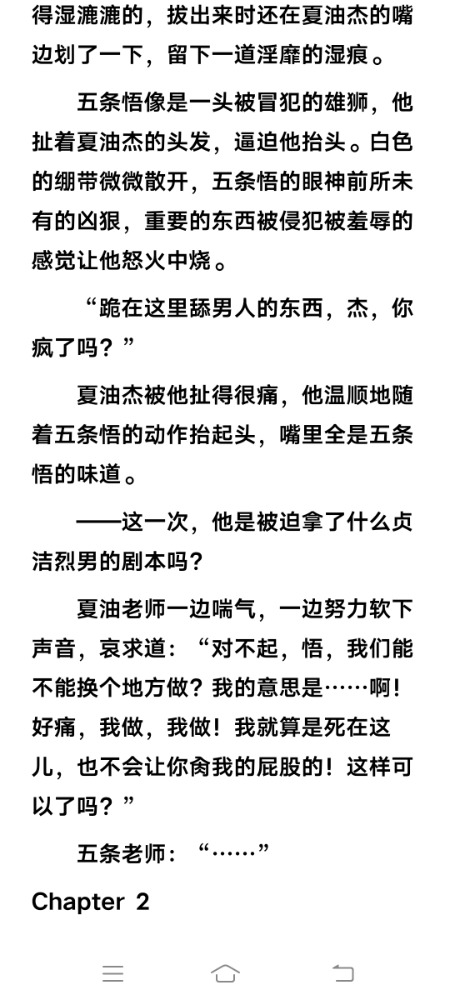 得湿漉漉的，拔出来时还在夏油杰的嘴
边划了一下，留下一道淫靡的湿痕。
五条悟像是一头被冒犯的雄狮，他
扯着夏油杰的头发，逼迫他抬头。白色
的绷带微微散开，五条悟的眼神前所未
有的凶狠，重要的东西被侵犯被羞辱的
感觉让他怒火中烧。
“跪在这里舔男人的东西，杰，你
疯了吗？”
夏油杰被他扯得很痛，他温顺地随
着五条悟的动作抬起头，嘴里全是五条
悟的味道。
——这一次，他是被迫拿了什么贞
洁烈男的剧本吗？
夏油老师一边喘气，一边努力软下
声音，哀求道：“对不起，悟，我们能
不能换个地方做？我的意思是……啊！
好痛，我做，我做！我就算是死在这
儿，也不会让你肏我的屁股的！这样可
以了吗？”
五条老师：“……”
Chapter 2